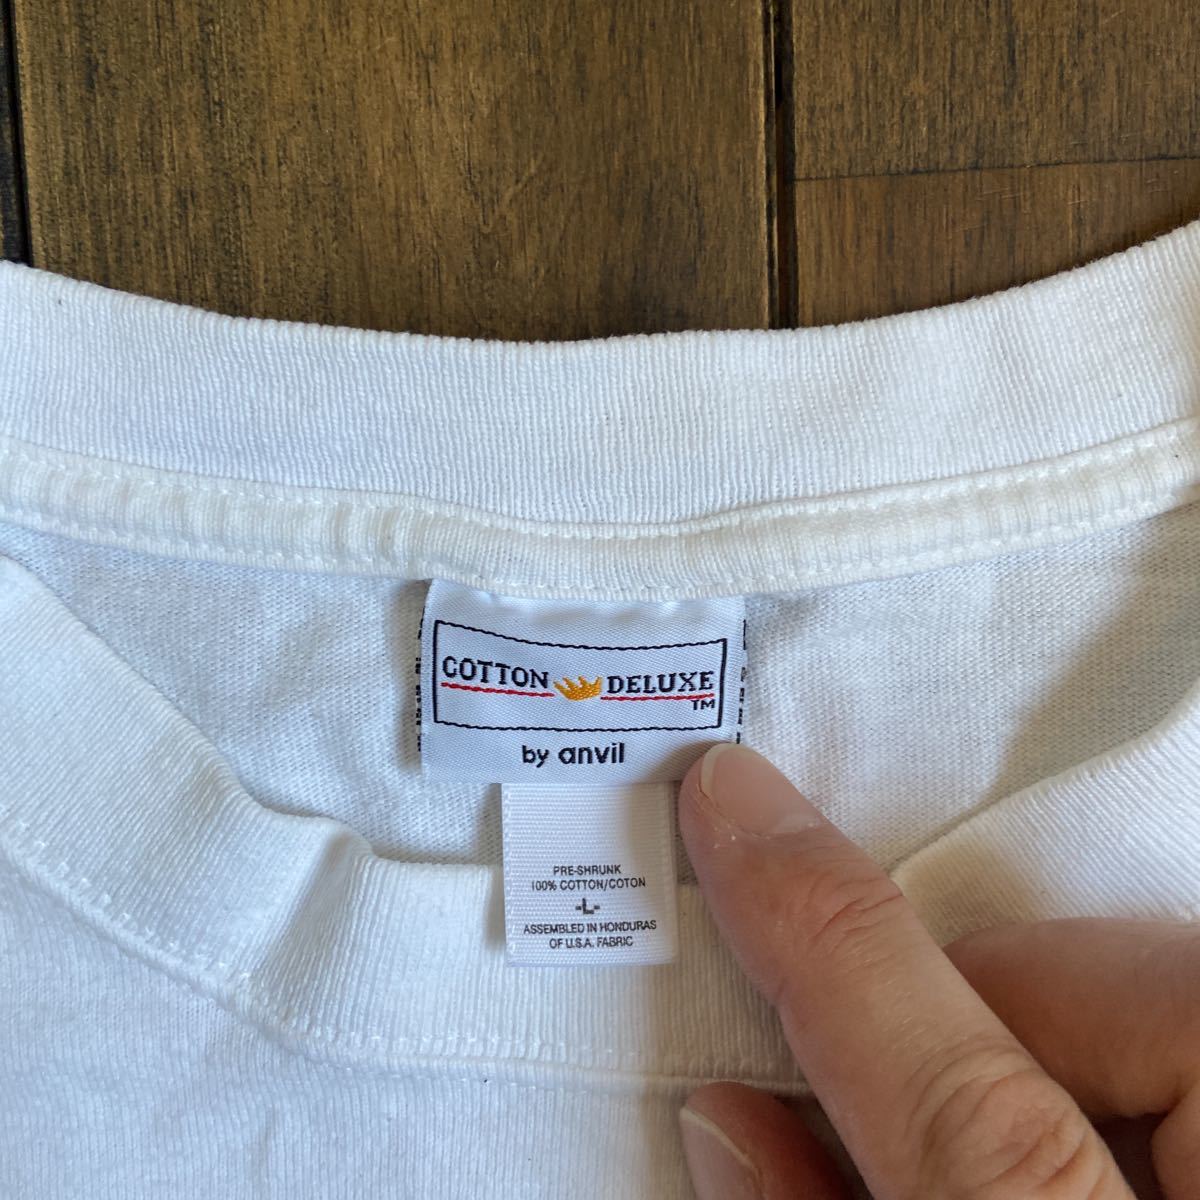 COTTON DELUXE
TM
by anvil
PRE-SHRUNK
100% COTTON/COTON
-L-
ASSEMBLED IN HONDURAS
OF U.S.A. FABRIC